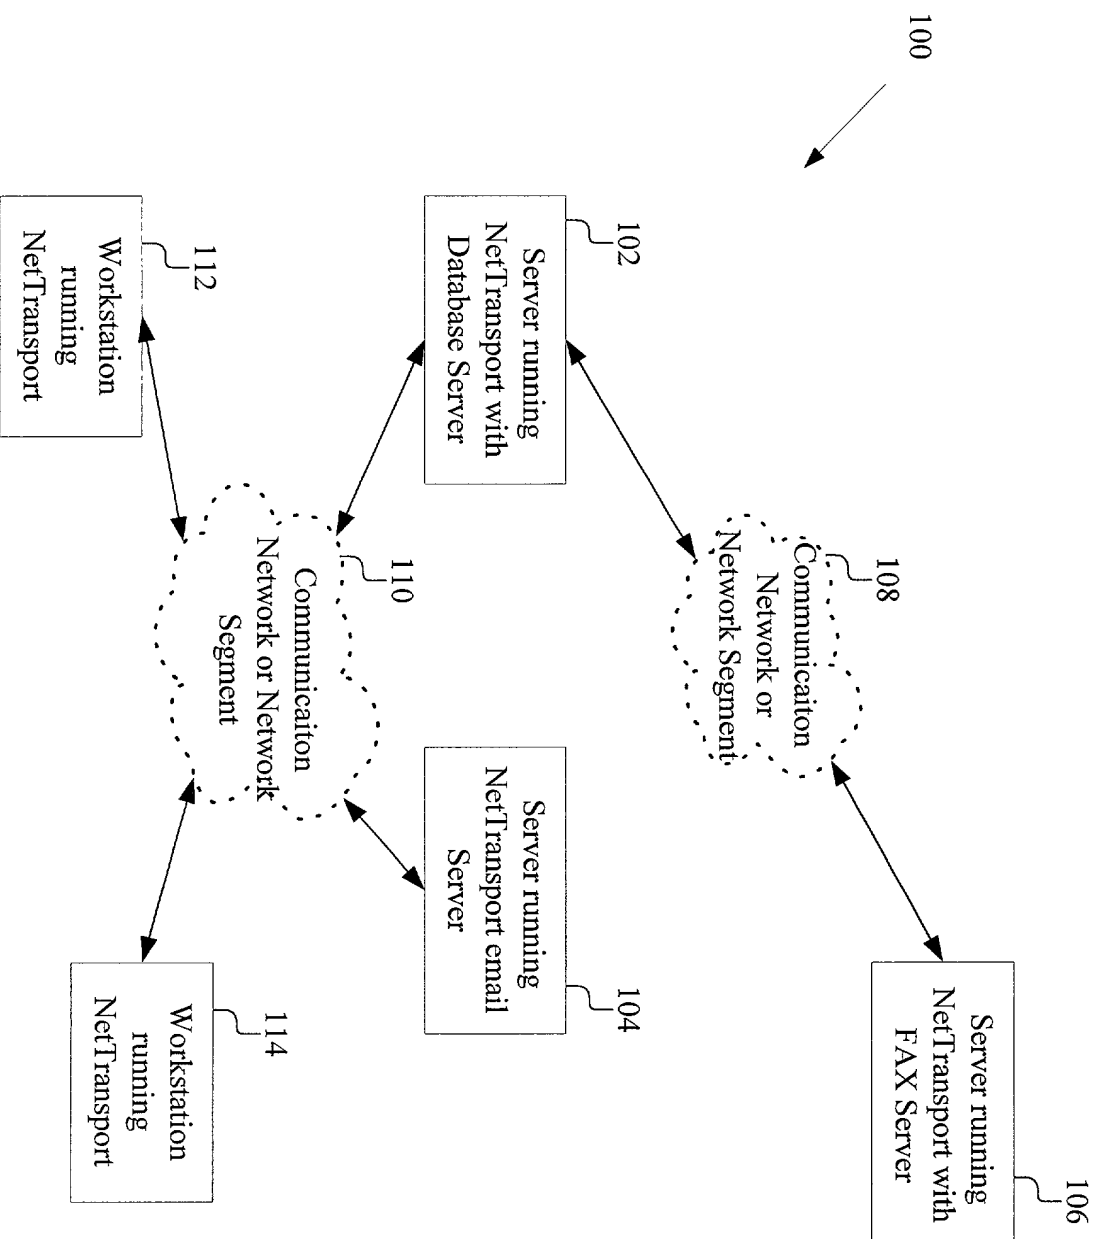 100
106
Server running
NetTransport with
FAX Server
108
Communicaiton
Network or
Network Segment
102
Server running
NetTransport with
Database Server
104
Server running
NetTransport email
Server
110
Communicaiton
Network or Network
Segment
112
Workstation
running
NetTransport
114
Workstation
running
NetTransport